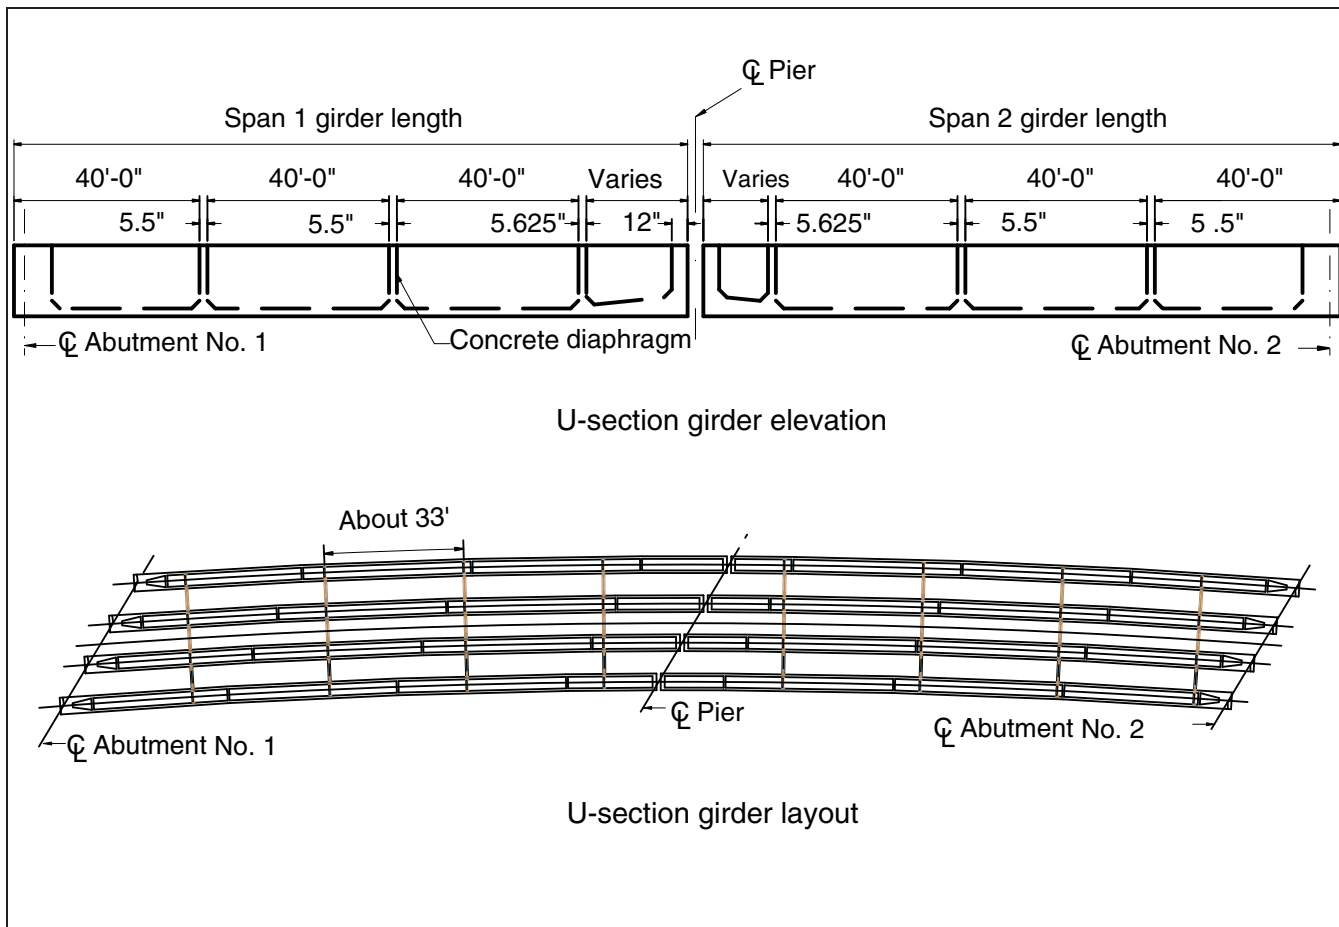 ℄ Pier
Span 1 girder length
Span 2 girder length
40'-0" 40'-0" 40'-0" Varies Varies 40'-0" 40'-0" 40'-0"
5.5" 5.5" 5.625" 12" 5.625" 5.5" 5 .5"
℄ Abutment No. 1
Concrete diaphragm
℄ Abutment No. 2
U-section girder elevation
About 33'
℄ Pier
℄ Abutment No. 1
℄ Abutment No. 2
U-section girder layout